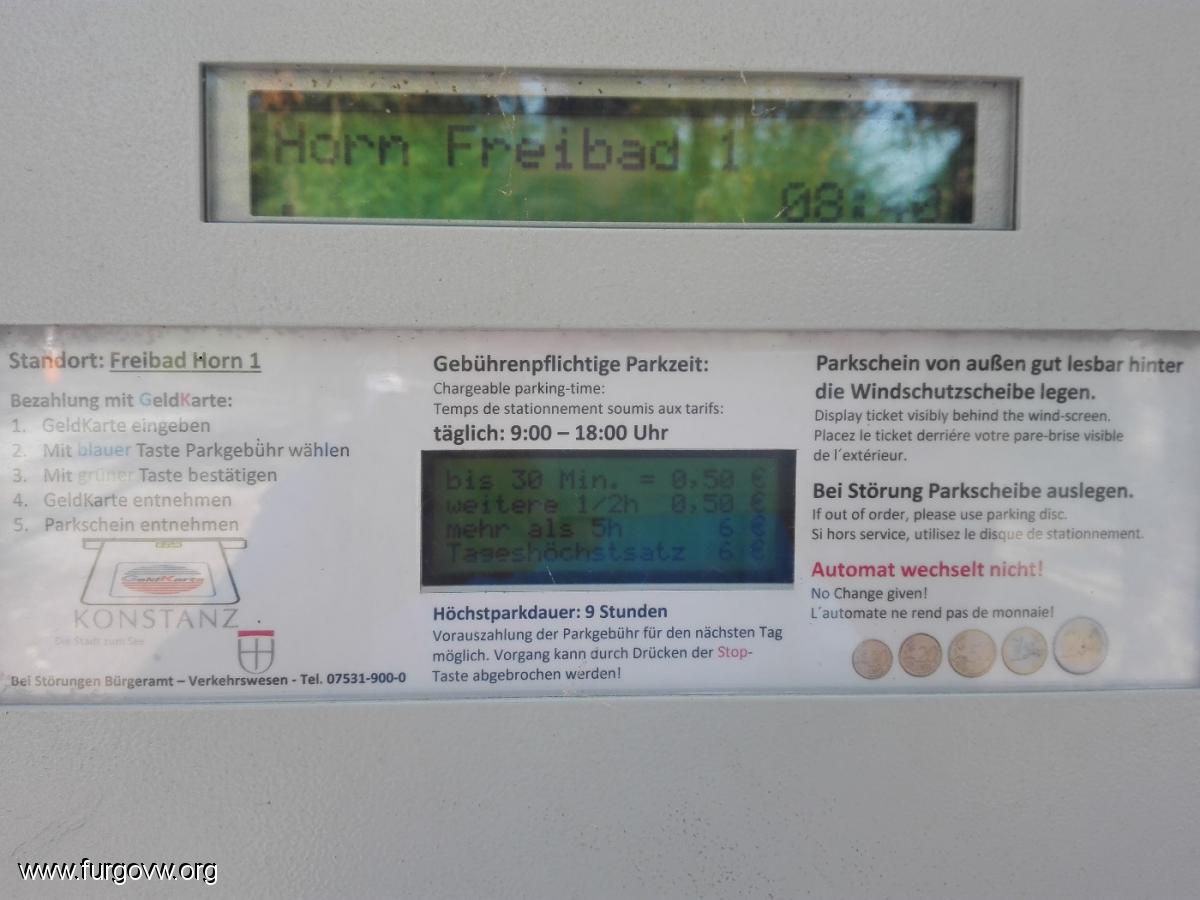 Horn Freibad 1
Standort: Freibad Horn 1
Bezahlung mit GeldKarte:
1. GeldKarte eingeben
2. Mit blauer Taste Parkgebühr wählen
3. Mit grüner Taste bestätigen
4. GeldKarte entnehmen
5. Parkschein entnehmen
GeldKarte
KONSTANZ
Die Stadt zum See
Bei Störungen Bürgeramt – Verkehrswesen - Tel. 07531-900-0
Gebührenpflichtige Parkzeit:
Chargeable parking-time:
Temps de stationnement soumis aux tarifs:
täglich: 9:00 – 18:00 Uhr
bis 30 Min. = 0,50 €
weitere 1/2h 0,50 €
mehr als 5h 6 €
Tageshöchstsatz 6 €
Höchstparkdauer: 9 Stunden
Vorauszahlung der Parkgebühr für den nächsten Tag
möglich. Vorgang kann durch Drücken der Stop-
Taste abgebrochen werden!
Parkschein von außen gut lesbar hinter
die Windschutzscheibe legen.
Display ticket visibly behind the wind-screen.
Placez le ticket derriére votre pare-brise visible
de l´extérieur.
Bei Störung Parkscheibe auslegen.
If out of order, please use parking disc.
Si hors service, utilisez le disque de stationnement.
Automat wechselt nicht!
No Change given!
L´automate ne rend pas de monnaie!
www.furgovw.org